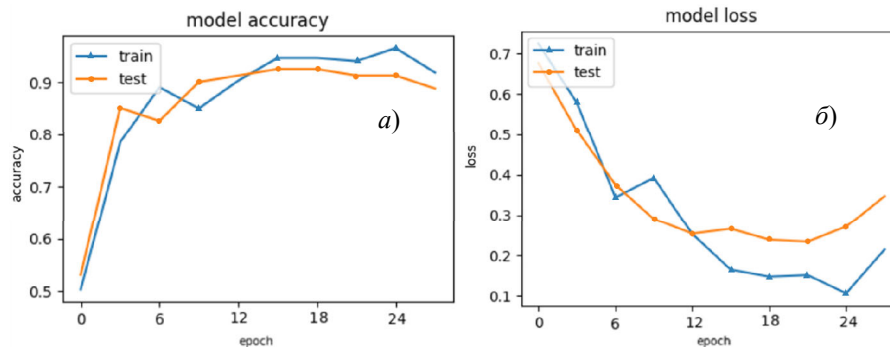 model accuracy
train
test
0.9
0.8
0.7
0.6
0.5
accuracy
0
6
12
18
24
epoch
а)
model loss
train
test
0.7
0.6
0.5
0.4
0.3
0.2
0.1
loss
0
6
12
18
24
epoch
б)